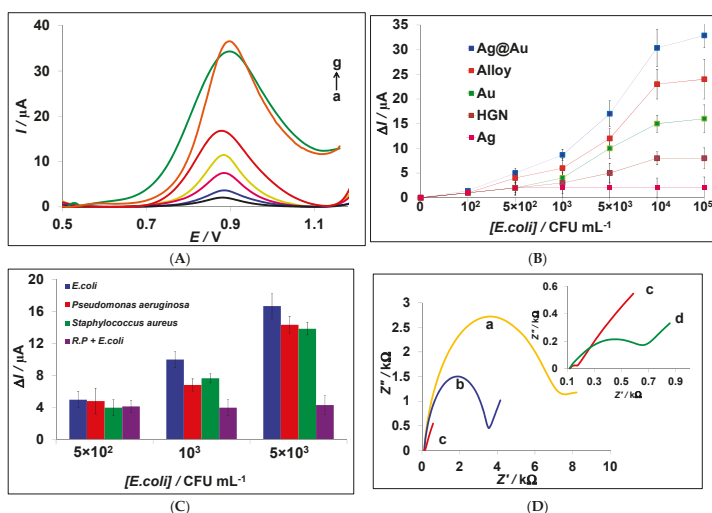 40
30
20
10
0
I / µA
0.5
0.7
0.9
1.1
E / V
g
a
(A)
35
30
25
20
15
10
5
0
ΔI / µA
Ag@Au
Alloy
Au
HGN
Ag
0
10²
5×10²
10³
5×10³
10⁴
10⁵
[E.coli] / CFU mL⁻¹
(B)
20
16
12
8
4
0
ΔI / µA
E.coli
Pseudomonas aeruginosa
Staphylococcus aureus
R.P + E.coli
5×10²
10³
5×10³
[E.coli] / CFU mL⁻¹
(C)
3
2.5
2
1.5
1
0.5
0
Z'' / kΩ
a
b
c
0
2
4
6
8
10
Z' / kΩ
0.6
0.4
0.2
0.0
Z'' / kΩ
c
d
0.1
0.3
0.5
0.7
0.9
Z' / kΩ
(D)